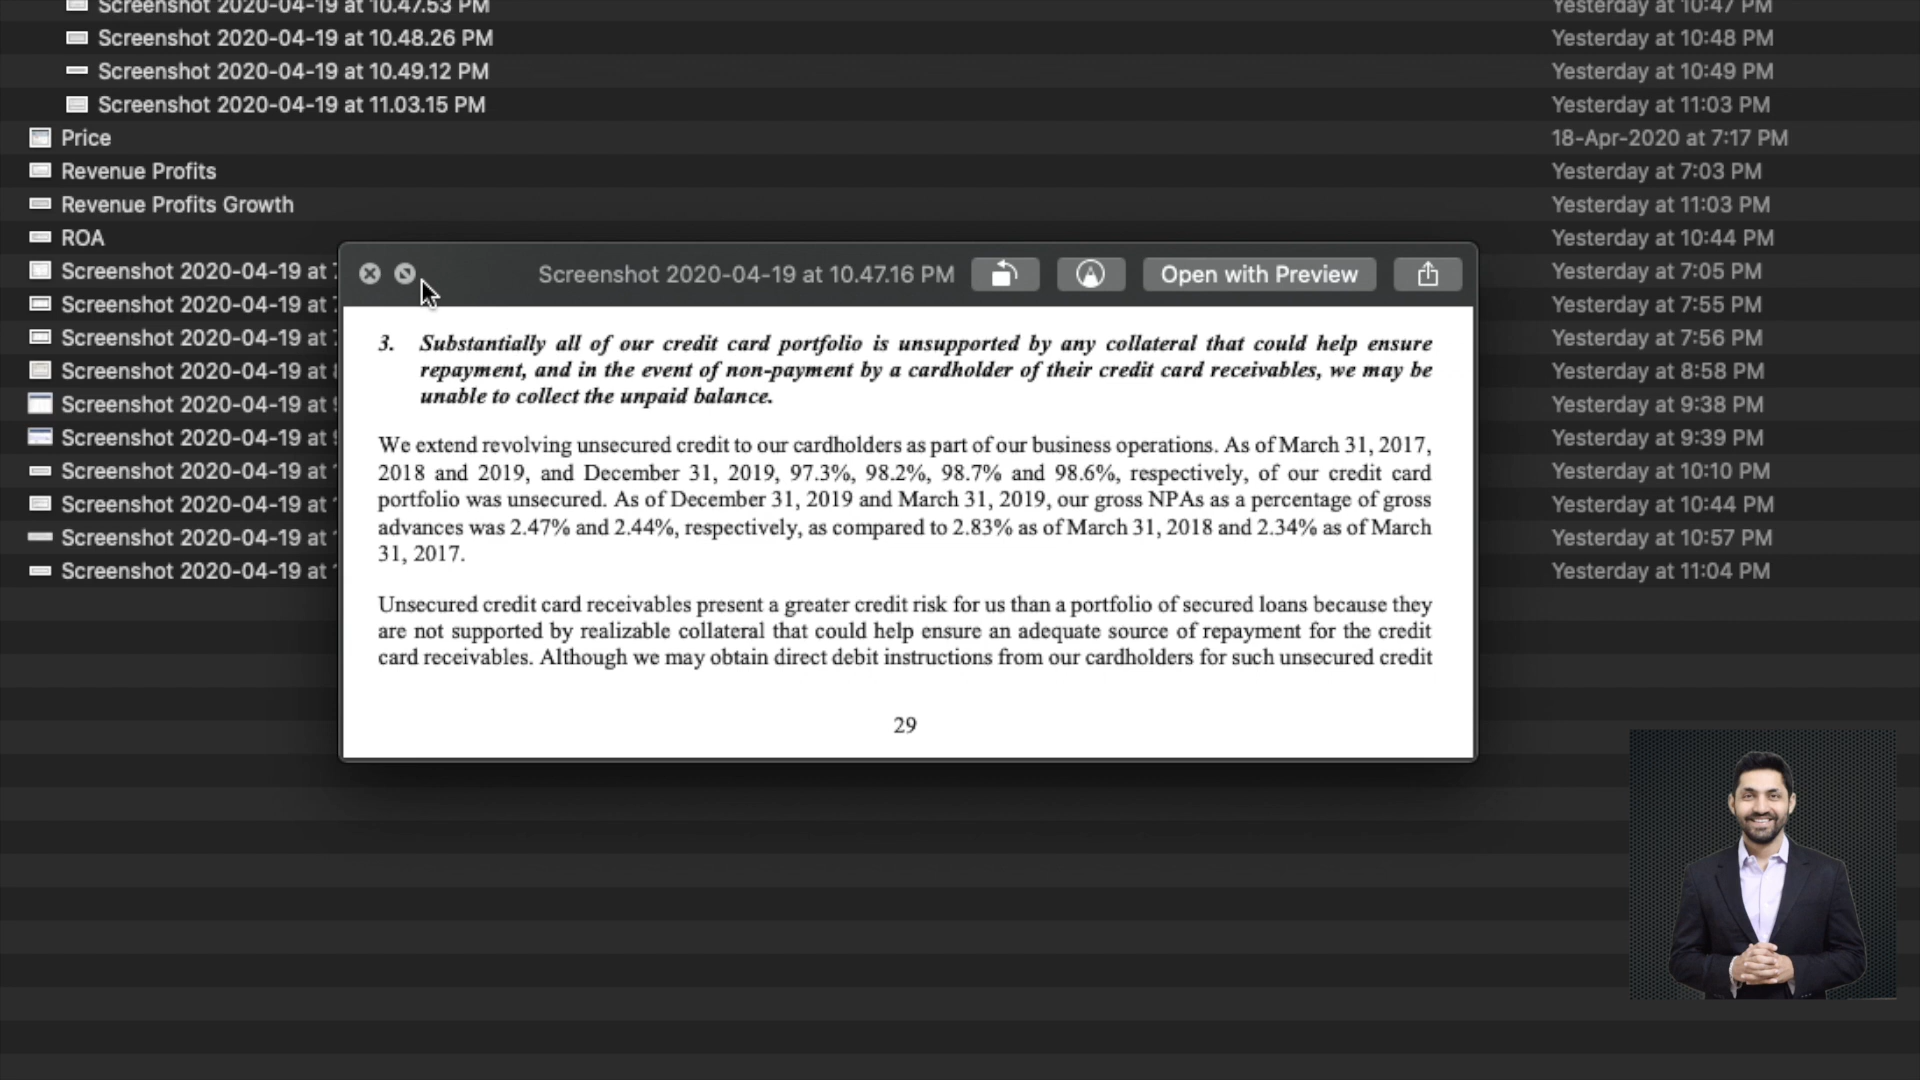 Screenshot 2020-04-19 at 10.47.53 PM Yesterday at 10:47 PM
Screenshot 2020-04-19 at 10.48.26 PM Yesterday at 10:48 PM
Screenshot 2020-04-19 at 10.49.12 PM Yesterday at 10:49 PM
Screenshot 2020-04-19 at 11.03.15 PM Yesterday at 11:03 PM
Price 18-Apr-2020 at 7:17 PM
Revenue Profits Yesterday at 7:03 PM
Revenue Profits Growth Yesterday at 11:03 PM
ROA Yesterday at 10:44 PM
Screenshot 2020-04-19 at Yesterday at 7:05 PM
Screenshot 2020-04-19 at Yesterday at 7:55 PM
Screenshot 2020-04-19 at Yesterday at 7:56 PM
Screenshot 2020-04-19 at Yesterday at 8:58 PM
Screenshot 2020-04-19 at Yesterday at 9:38 PM
Screenshot 2020-04-19 at Yesterday at 9:39 PM
Screenshot 2020-04-19 at Yesterday at 10:10 PM
Screenshot 2020-04-19 at Yesterday at 10:44 PM
Screenshot 2020-04-19 at Yesterday at 10:57 PM
Screenshot 2020-04-19 at Yesterday at 11:04 PM
Screenshot 2020-04-19 at 10.47.16 PM Open with Preview
3. Substantially all of our credit card portfolio is unsupported by any collateral that could help ensure
repayment, and in the event of non-payment by a cardholder of their credit card receivables, we may be
unable to collect the unpaid balance.
We extend revolving unsecured credit to our cardholders as part of our business operations. As of March 31, 2017,
2018 and 2019, and December 31, 2019, 97.3%, 98.2%, 98.7% and 98.6%, respectively, of our credit card
portfolio was unsecured. As of December 31, 2019 and March 31, 2019, our gross NPAs as a percentage of gross
advances was 2.47% and 2.44%, respectively, as compared to 2.83% as of March 31, 2018 and 2.34% as of March
31, 2017.
Unsecured credit card receivables present a greater credit risk for us than a portfolio of secured loans because they
are not supported by realizable collateral that could help ensure an adequate source of repayment for the credit
card receivables. Although we may obtain direct debit instructions from our cardholders for such unsecured credit
29